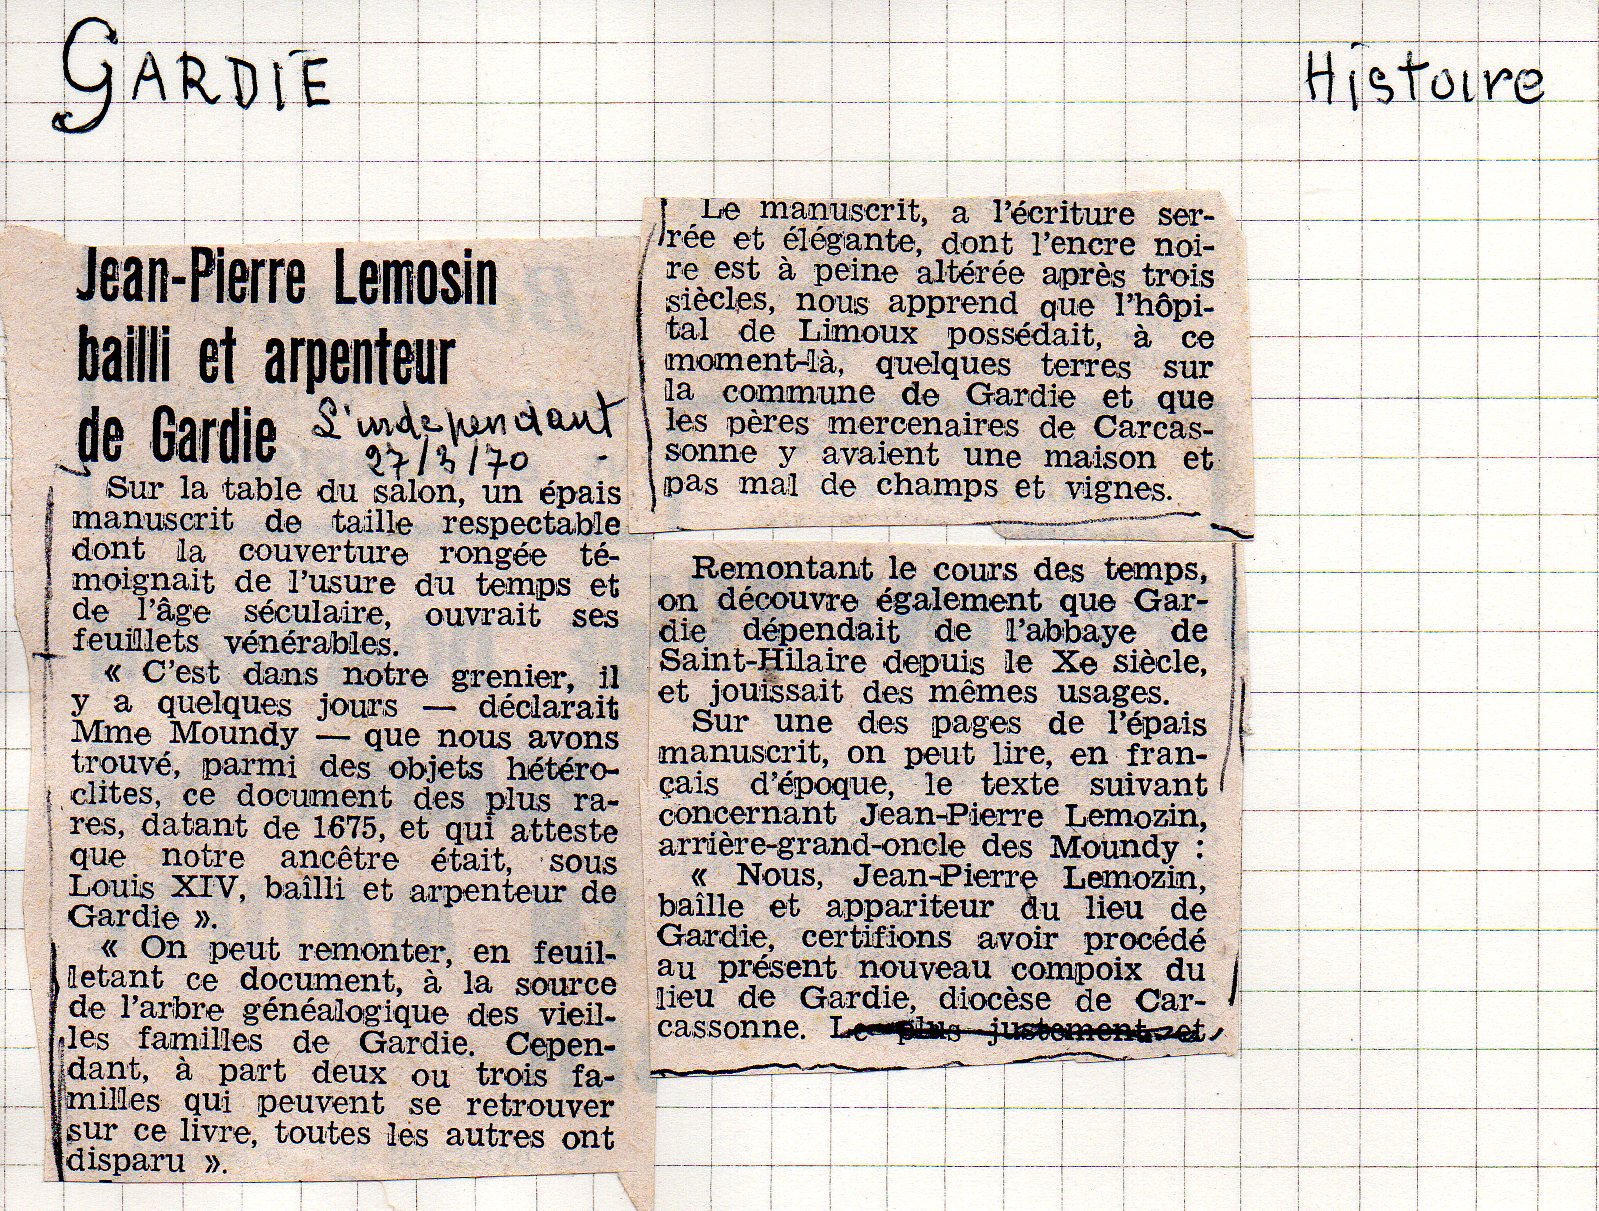 GARDIE
Histoire
Jean-Pierre Lemosin
bailli et arpenteur
de Gardie
L'indépendant
27/3/70
Sur la table du salon, un épais
manuscrit de taille respectable
dont la couverture rongée té-
moignait de l'usure du temps et
de l'âge séculaire, ouvrait ses
feuillets vénérables.
« C'est dans notre grenier, il
y a quelques jours — déclarait
Mme Moundy — que nous avons
trouvé, parmi des objets hétéro-
clites, ce document des plus ra-
res, datant de 1675, et qui atteste
que notre ancêtre était, sous
Louis XIV, baîlli et arpenteur de
Gardie ».
« On peut remonter, en feuil-
letant ce document, à la source
de l'arbre généalogique des vieil-
les familles de Gardie. Cepen-
dant, à part deux ou trois fa-
milles qui peuvent se retrouver
sur ce livre, toutes les autres ont
disparu ».
Le manuscrit, a l'écriture ser-
rée et élégante, dont l'encre noi-
re est à peine altérée après trois
siècles, nous apprend que l'hôpi-
tal de Limoux possédait, à ce
moment-là, quelques terres sur
la commune de Gardie et que
les pères mercenaires de Carcas-
sonne y avaient une maison et
pas mal de champs et vignes.
Remontant le cours des temps,
on découvre également que Gar-
die dépendait de l'abbaye de
Saint-Hilaire depuis le Xe siècle,
et jouissait des mêmes usages.
Sur une des pages de l'épais
manuscrit, on peut lire, en fran-
çais d'époque, le texte suivant
concernant Jean-Pierre Lemozin,
arrière-grand-oncle des Moundy :
« Nous, Jean-Pierre Lemozin,
baîlle et appariteur du lieu de
Gardie, certifions avoir procédé
au présent nouveau compoix du
lieu de Gardie, diocèse de Car-
cassonne. Le plus justement et